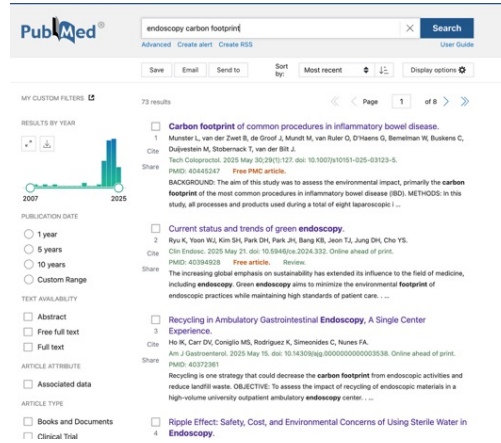 PubMed®
endoscopy carbon footprint
Search
Advanced Create alert Create RSS
User Guide
Save Email Send to Sort by: Most recent Display options
MY CUSTOM FILTERS
73 results
Page 1 of 8
RESULTS BY YEAR
2007 2025
PUBLICATION DATE
1 year
5 years
10 years
Custom Range
TEXT AVAILABILITY
Abstract
Free full text
Full text
ARTICLE ATTRIBUTE
Associated data
ARTICLE TYPE
Books and Documents
Clinical Trial
1
Cite
Share
Carbon footprint of common procedures in inflammatory bowel disease.
Munster L, van der Zwet B, de Groof J, Mundt M, van Ruler O, D'Haens G, Bemelman W, Buskens C,
Duijvestein M, Stobernack T, van der Bilt J.
Tech Coloproctol. 2025 May 30;29(1):127. doi: 10.1007/s10151-025-03123-5.
PMID: 40445247 Free PMC article.
BACKGROUND: The aim of this study was to assess the environmental impact, primarily the carbon
footprint of the most common procedures in inflammatory bowel disease (IBD). METHODS: In this
study, all processes and products used during a total of eight laparoscopic i ...
2
Cite
Share
Current status and trends of green endoscopy.
Ryu K, Yoon WJ, Kim SH, Park DH, Park JH, Bang KB, Jeon TJ, Jung DH, Cho YS.
Clin Endosc. 2025 May 21. doi: 10.5946/ce.2024.332. Online ahead of print.
PMID: 40394928 Free article. Review.
The increasing global emphasis on sustainability has extended its influence to the field of medicine,
including endoscopy. Green endoscopy aims to minimize the environmental footprint of
endoscopic practices while maintaining high standards of patient care. . ...
3
Cite
Share
Recycling in Ambulatory Gastrointestinal Endoscopy, A Single Center
Experience.
Ho IK, Carr DV, Coniglio MS, Rodriguez K, Simeonides C, Nunes FA.
Am J Gastroenterol. 2025 May 15. doi: 10.14309/ajg.0000000000003538. Online ahead of print.
PMID: 40372361
Recycling is one strategy that could decrease the carbon footprint from endoscopic activities and
reduce landfill waste. OBJECTIVE: To assess the impact of recycling of endoscopic materials in a
high-volume university outpatient ambulatory endoscopy center. . ...
4
Ripple Effect: Safety, Cost, and Environmental Concerns of Using Sterile Water in
Endoscopy.